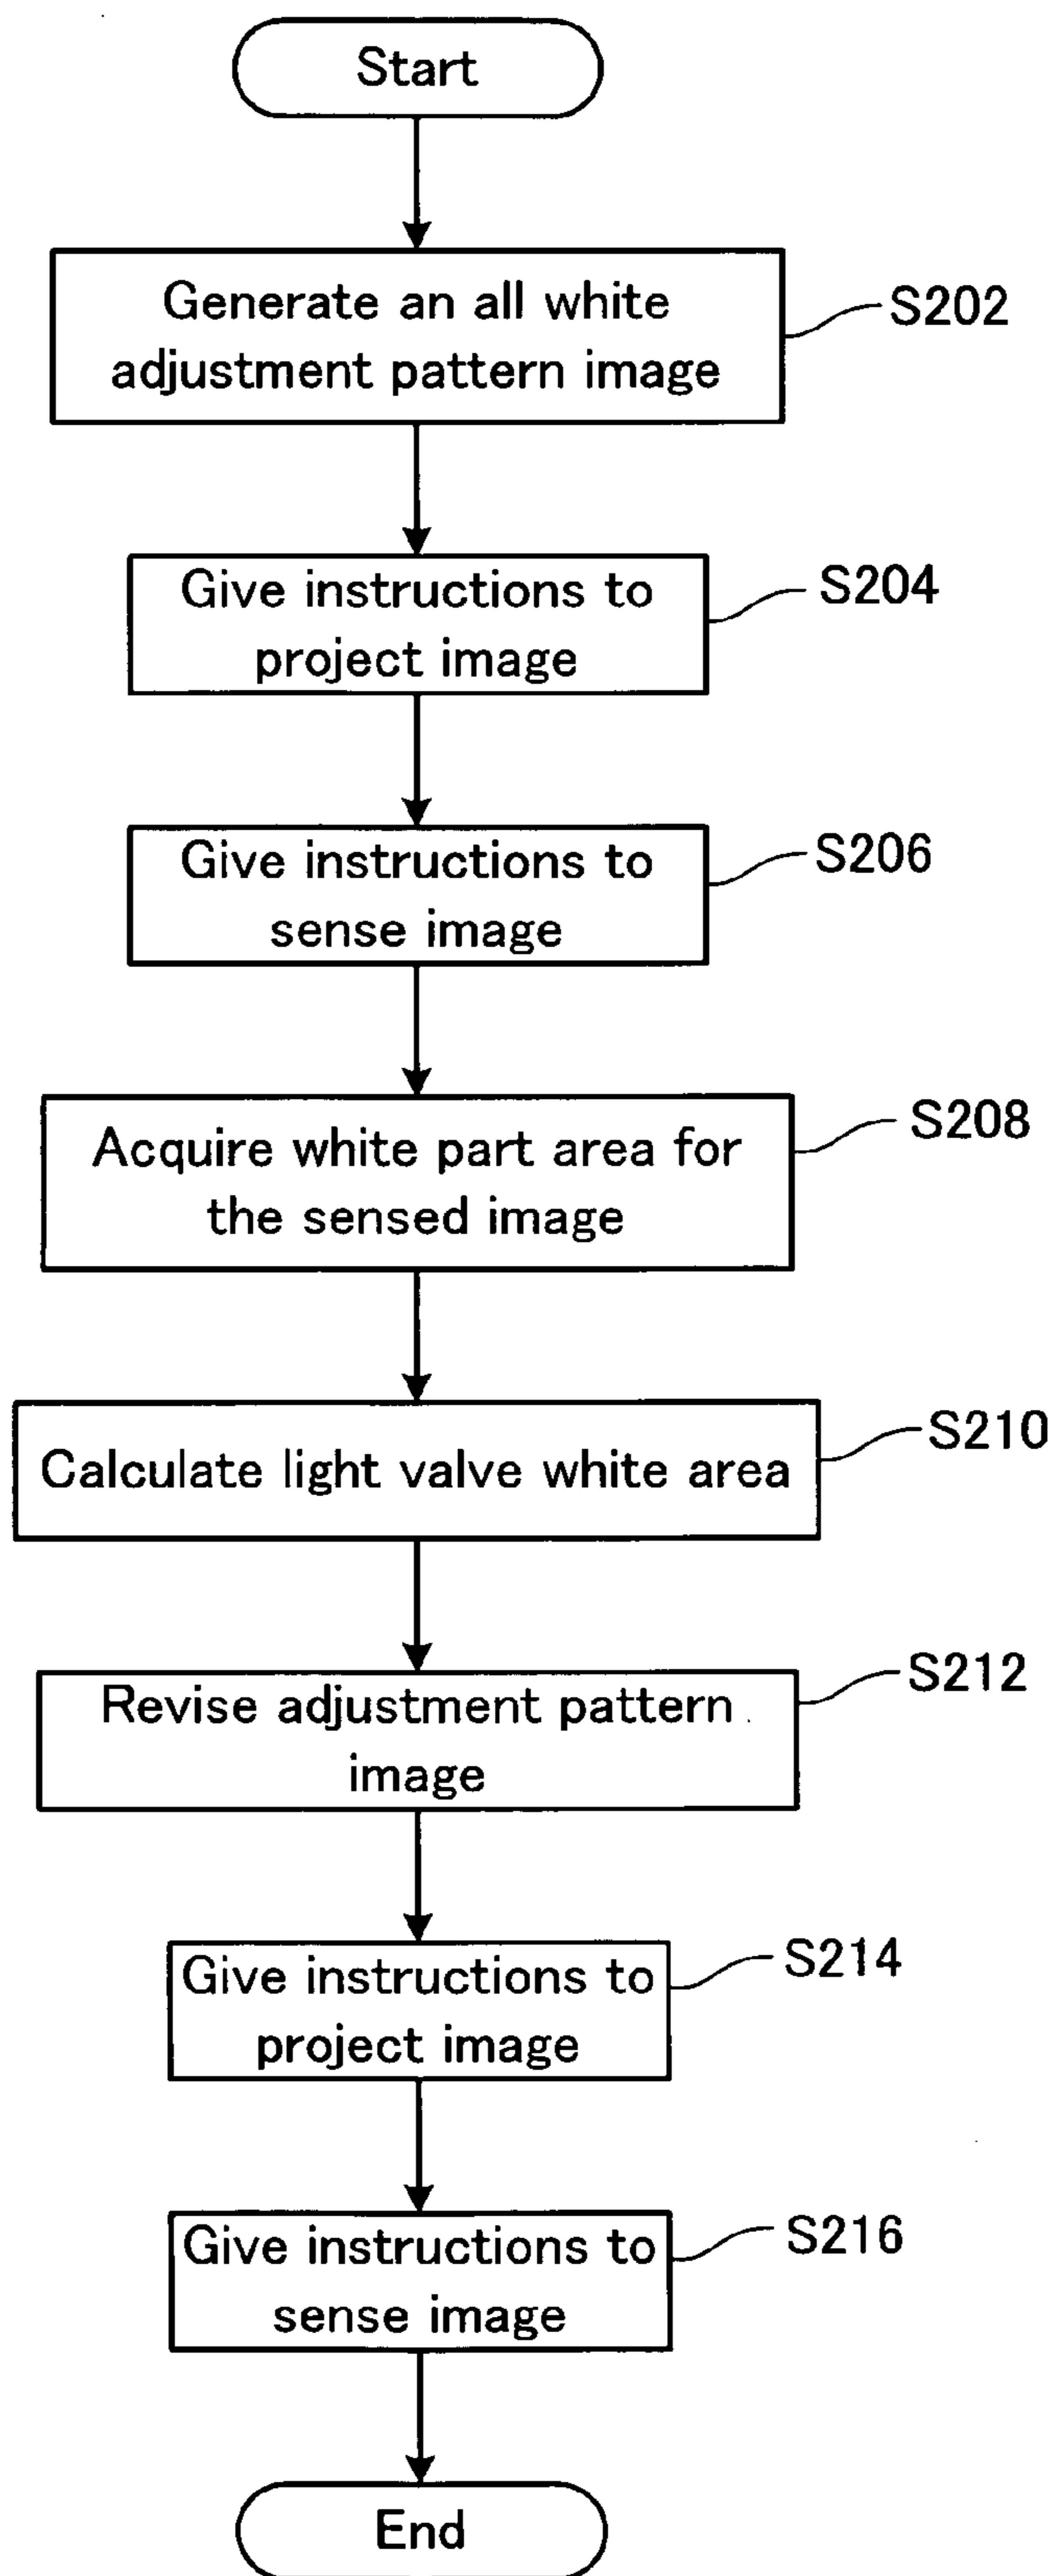 Start
Generate an all white
adjustment pattern image
S202
Give instructions to
project image
S204
Give instructions to
sense image
S206
Acquire white part area for
the sensed image
S208
Calculate light valve white area
S210
Revise adjustment pattern
image
S212
Give instructions to
project image
S214
Give instructions to
sense image
S216
End